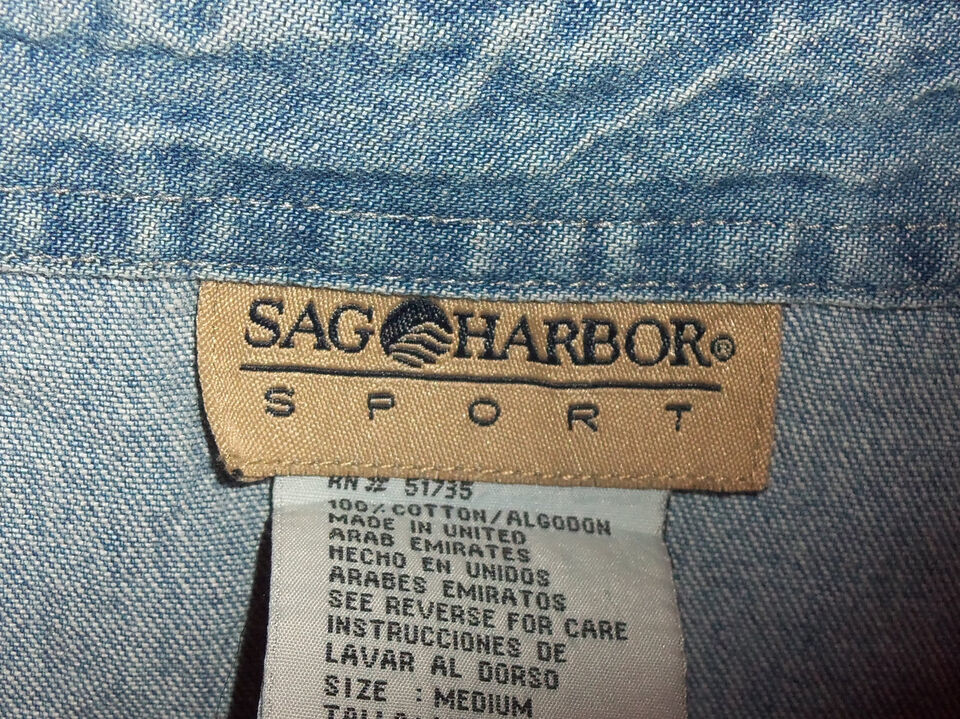 SAG HARBOR®
SPORT
RN # 51735
100% COTTON/ALGODON
MADE IN UNITED
ARAB EMIRATES
HECHO EN UNIDOS
ARABES EMIRATOS
SEE REVERSE FOR CARE
INSTRUCCIONES DE
LAVAR AL DORSO
SIZE : MEDIUM